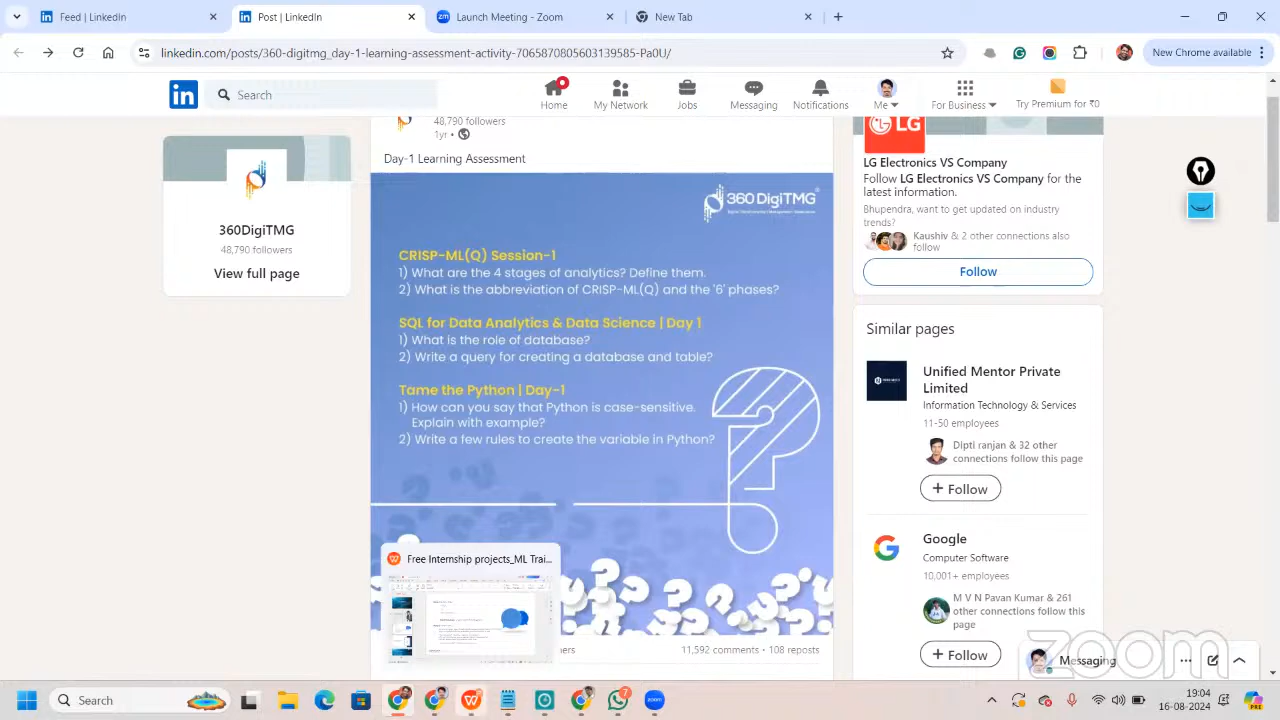 Feed | LinkedIn
Post | LinkedIn
Launch Meeting - Zoom
New Tab
linkedin.com/posts/360-digitmg_day-1-learning-assessment-activity-7065870805603139585-Pa0U/
New Chrome available
Search
Home
My Network
Jobs
Messaging
Notifications
Me
For Business
Try Premium for ₹0
360DigiTMG
48,790 followers
View full page
48,790 followers
1yr •
Day-1 Learning Assessment
360 DigiTMG
CRISP-ML(Q) Session-1
1) What are the 4 stages of analytics? Define them.
2) What is the abbreviation of CRISP-ML(Q) and the '6' phases?
SQL for Data Analytics & Data Science | Day 1
1) What is the role of database?
2) Write a query for creating a database and table?
Tame the Python | Day-1
1) How can you say that Python is case-sensitive.
Explain with example?
2) Write a few rules to create the variable in Python?
Free Internship projects_ML Trai...
11,592 comments • 108 reposts
LG
LG Electronics VS Company
Follow LG Electronics VS Company for the
latest information.
Bhupendra, want to get updated on industry
trends?
Kaushiv & 2 other connections also
follow
Follow
Similar pages
Unified Mentor Private
Limited
Information Technology & Services
11-50 employees
Dipti ranjan & 32 other
connections follow this page
+ Follow
Google
Computer Software
10,001+ employees
M V N Pavan Kumar & 261
other connections follow this
page
+ Follow
zoom
Messaging
Search
7
19:04
16-08-2024